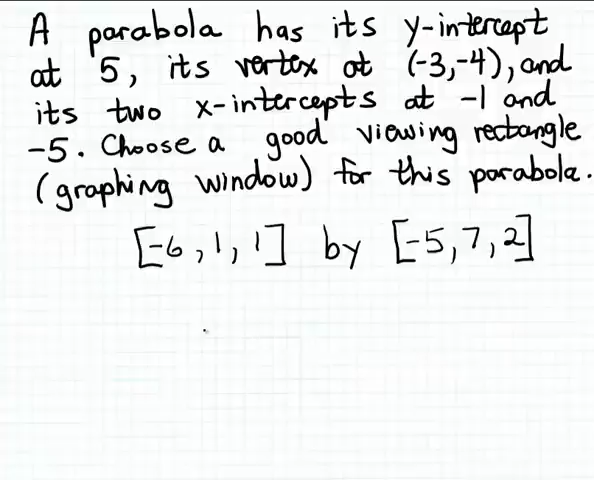 A parabola has its y-intercept
at 5, its vertex at (-3,-4), and
its two x-intercepts at -1 and
-5. Choose a good viewing rectangle
(graphing window) for this parabola.
[-6, 1, 1] by [-5, 7, 2]